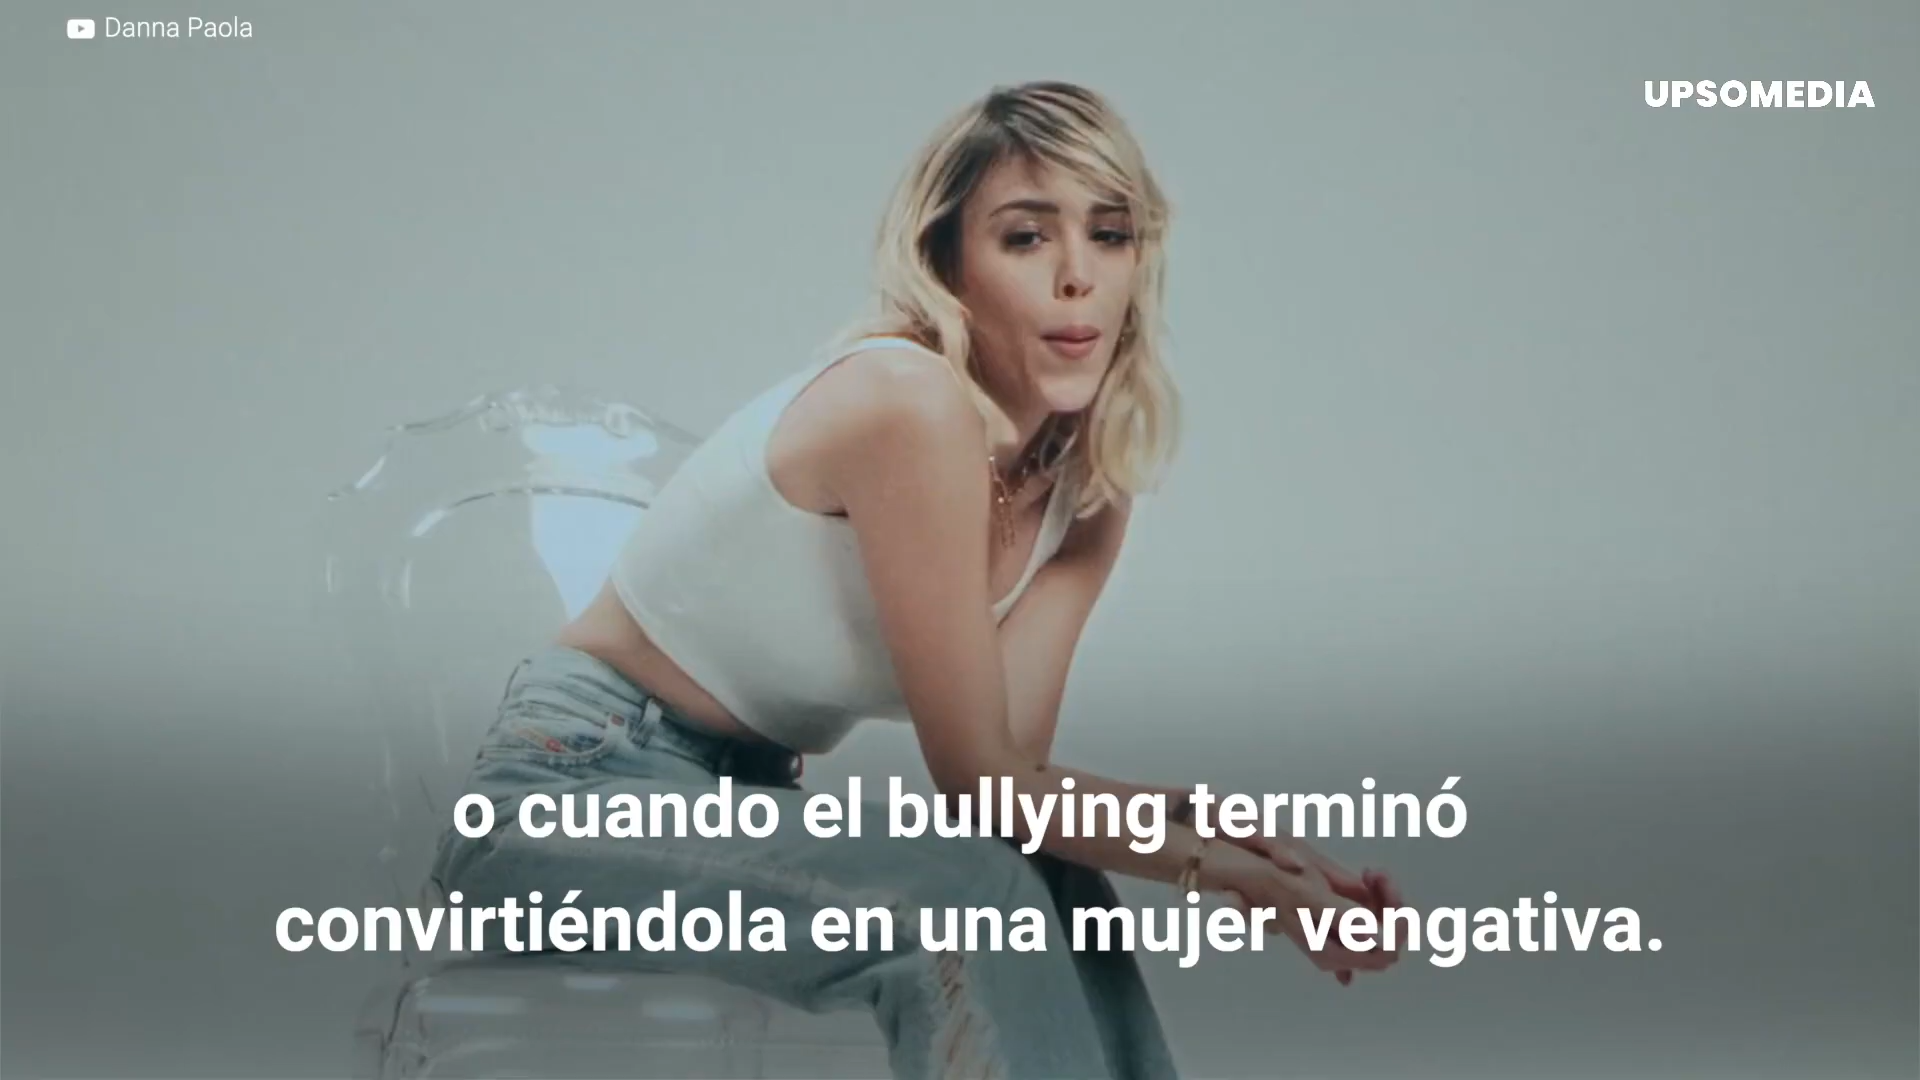 Danna Paola
UPSOMEDIA
o cuando el bullying terminó
convirtiéndola en una mujer vengativa.